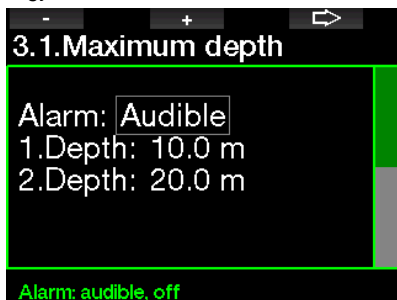 - +
3.1.Maximum depth
Alarm: Audible
1.Depth: 10.0 m
2.Depth: 20.0 m
Alarm: audible, off